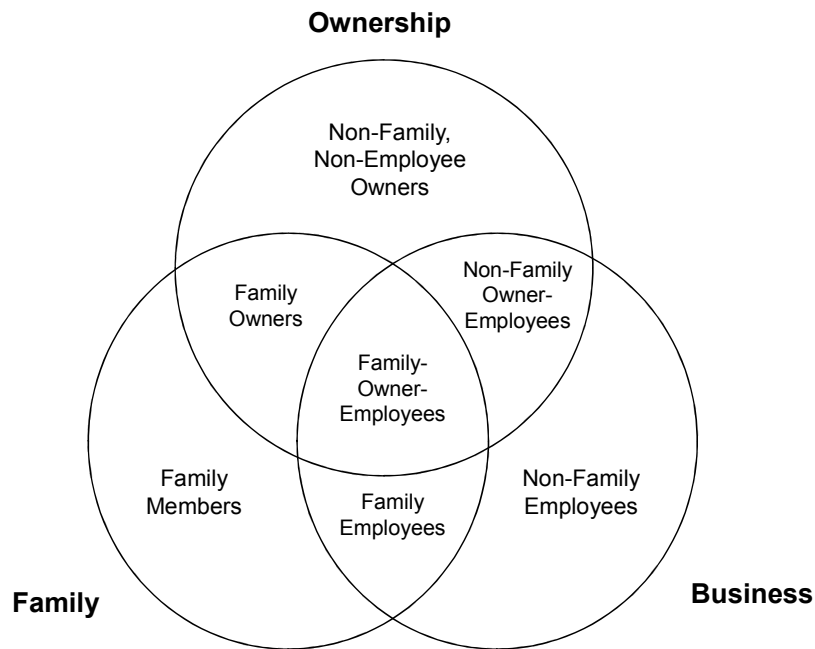 Ownership
Non-Family,
Non-Employee
Owners
Family
Owners
Non-Family
Owner-
Employees
Family-
Owner-
Employees
Family
Members
Family
Employees
Non-Family
Employees
Family
Business